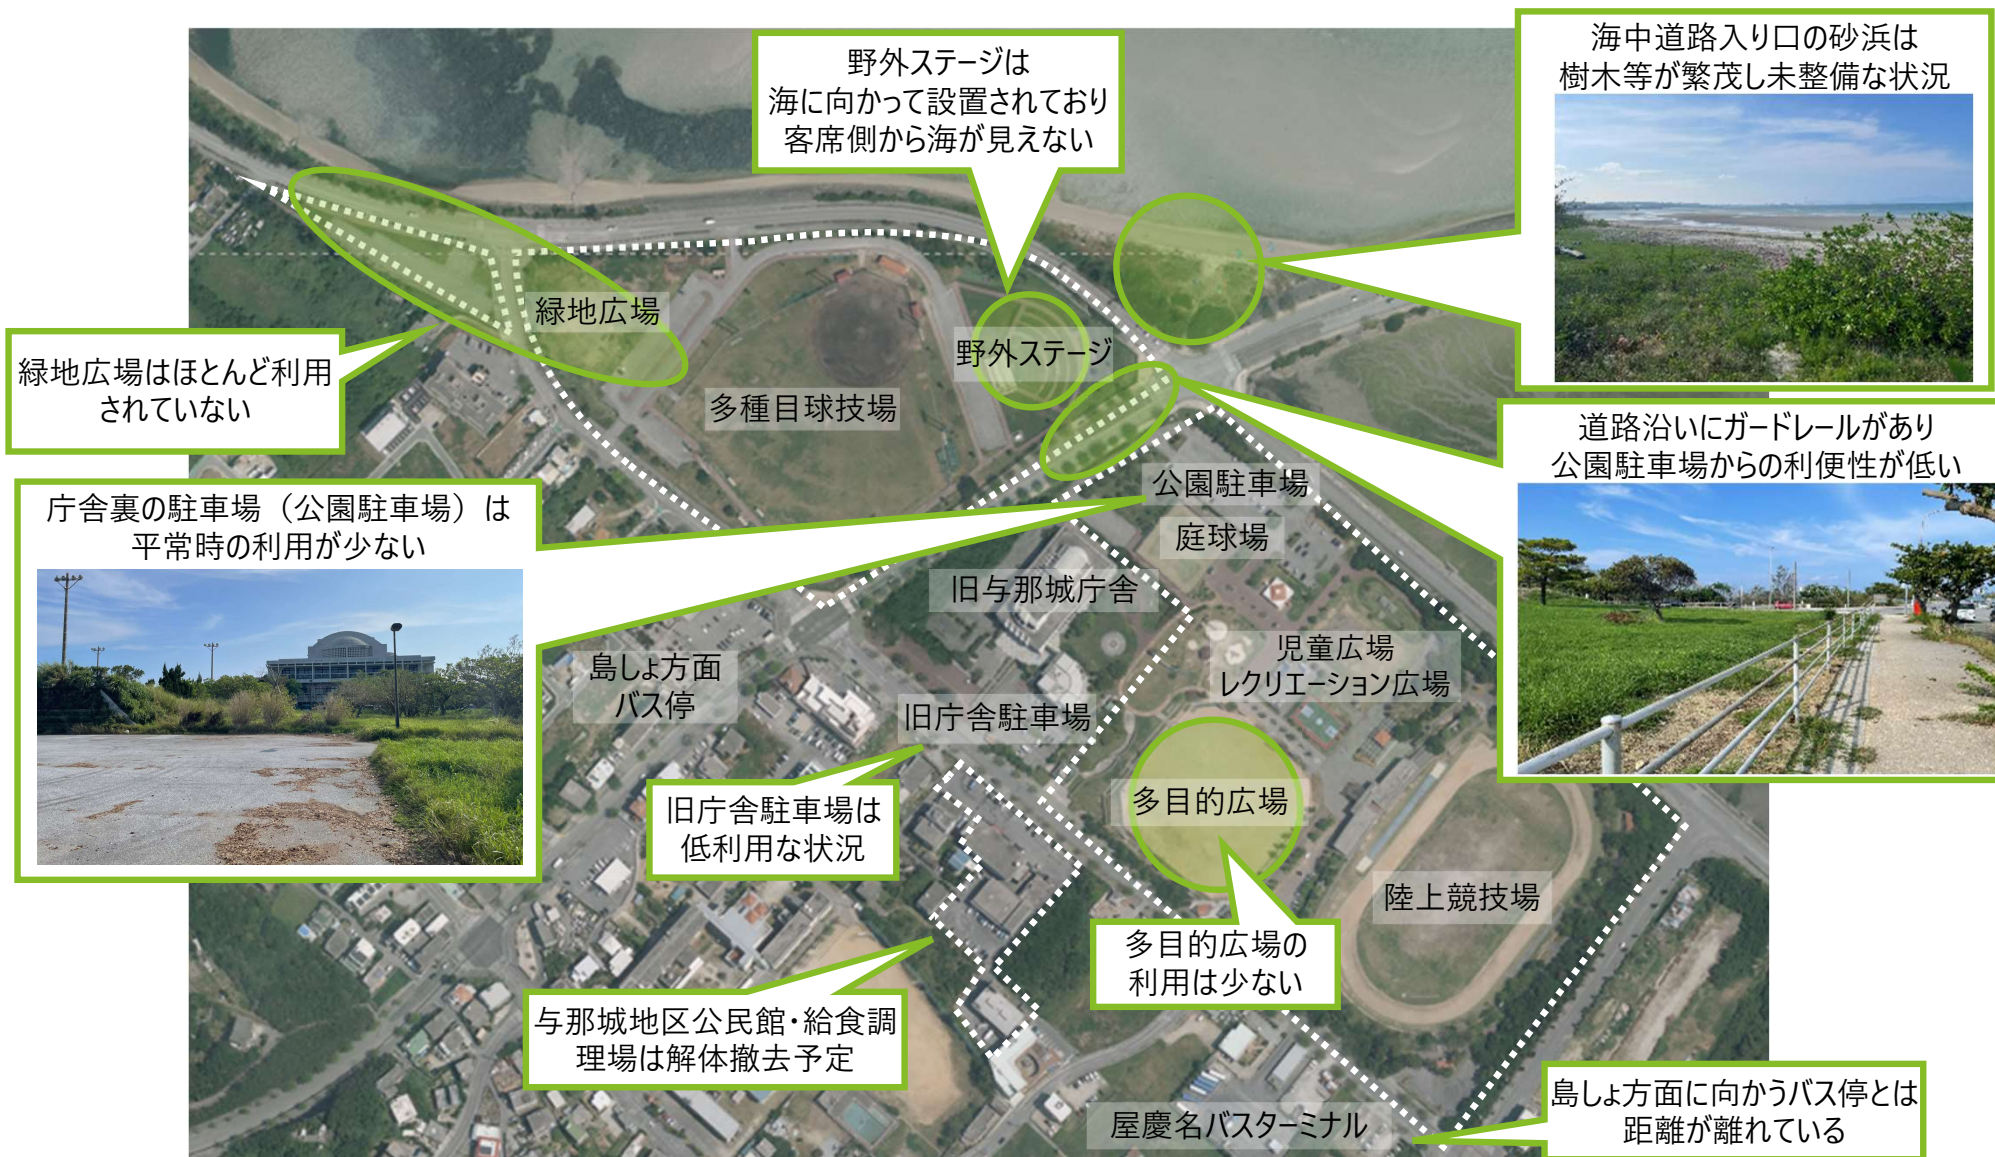 野外ステージは
海に向かって設置されており
客席側から海が見えない
海中道路入り口の砂浜は
樹木等が繁茂し未整備な状況
緑地広場
野外ステージ
緑地広場はほとんど利用
されていない
多種目球技場
道路沿いにガードレールがあり
公園駐車場からの利便性が低い
庁舎裏の駐車場（公園駐車場）は
平常時の利用が少ない
公園駐車場
庭球場
旧与那城庁舎
島しょ方面
バス停
児童広場
レクリエーション広場
旧庁舎駐車場
旧庁舎駐車場は
低利用な状況
多目的広場
陸上競技場
多目的広場の
利用は少ない
与那城地区公民館・給食調
理場は解体撤去予定
屋慶名バスターミナル
島しょ方面に向かうバス停とは
距離が離れている